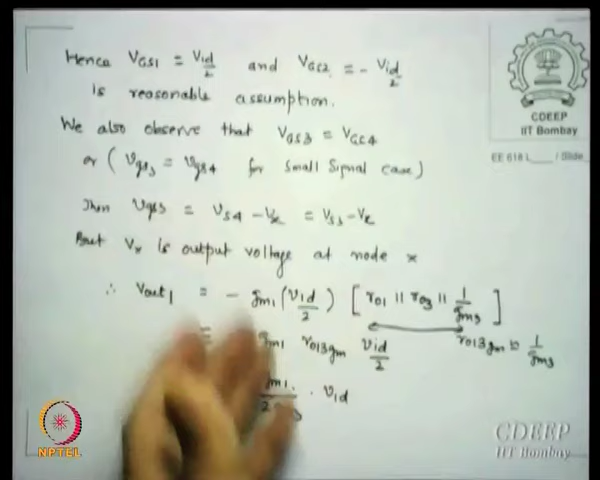 Hence VGS1 = Vid/2 and VGS2 = - Vid/2
is reasonable assumption.
We also observe that VGS3 = VGS4
or (Vgs3 = Vgs4 for small signal case)
Then Vgs3 = VS4 - Vx = VS3 - Vx
But Vx is output voltage at node x
∴ Vout1 = - gm1 (Vid/2) [ro1 || ro3 || 1/gm3]
gm1 ro13gm Vid/2 ro13gm ≈ 1/gm3
gm1/2 · Vid
CDEEP
IIT Bombay
EE 618 L / Slide
NPTEL
CDEEP
IIT Bombay